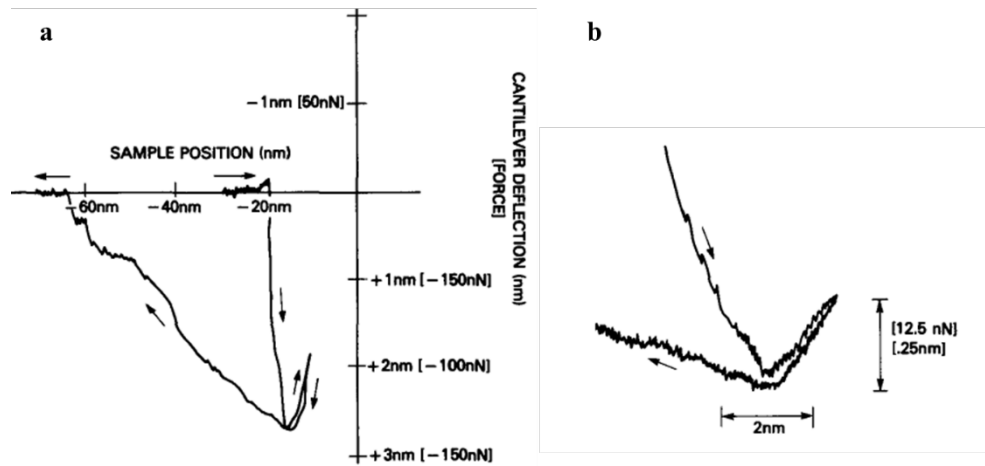 a
−1nm [50nN]
SAMPLE POSITION (nm)
−60nm
−40nm
−20nm
+1nm [−150nN]
+2nm [−100nN]
+3nm [−150nN]
CANTILEVER DEFLECTION (nm)
[FORCE]
b
[12.5 nN]
[.25nm]
2nm